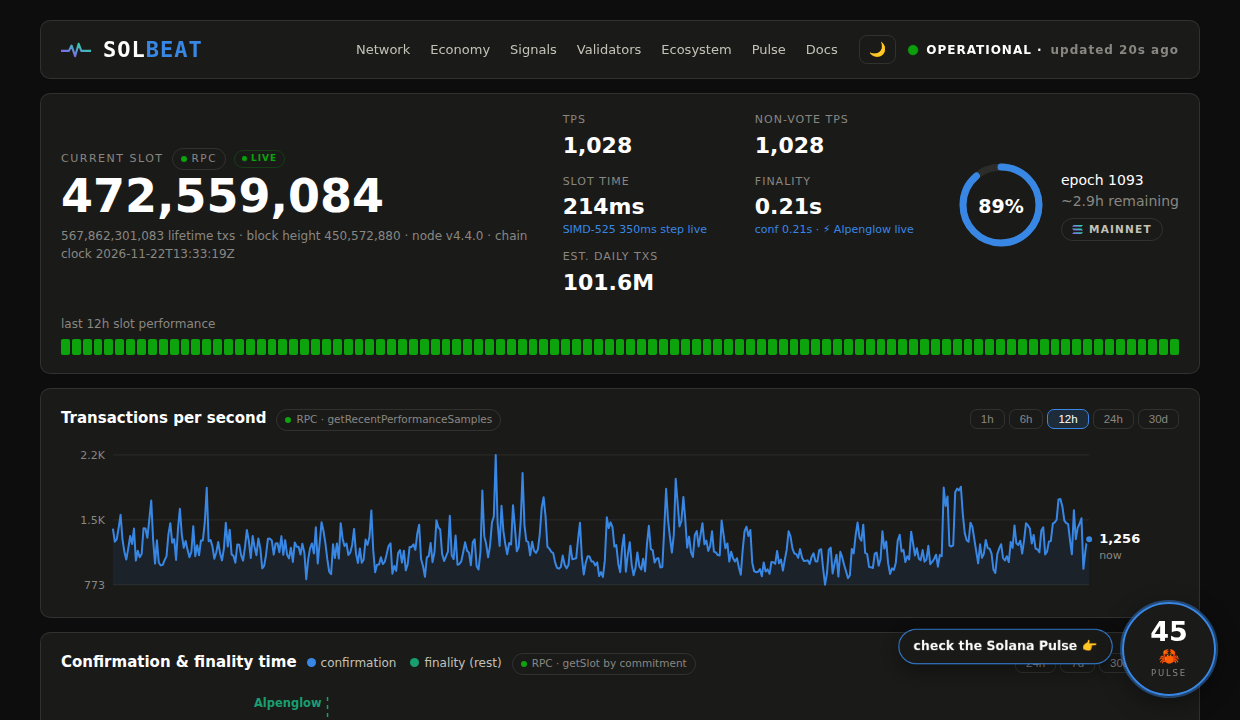 SOLBEAT
Network Economy Signals Validators Ecosystem Pulse Docs 🌙 OPERATIONAL · updated 20s ago
CURRENT SLOT RPC LIVE
472,559,084
567,862,301,083 lifetime txs · block height 450,572,880 · node v4.4.0 · chain
clock 2026-11-22T13:33:19Z
TPS
1,028
NON-VOTE TPS
1,028
SLOT TIME
214ms
SIMD-525 350ms step live
FINALITY
0.21s
conf 0.21s · ⚡ Alpenglow live
EST. DAILY TXS
101.6M
89%
epoch 1093
~2.9h remaining
MAINNET
last 12h slot performance
Transactions per second RPC · getRecentPerformanceSamples
1h 6h 12h 24h 30d
2.2K
1.5K
773
1,256
now
Confirmation & finality time confirmation finality (rest) RPC · getSlot by commitment
24h 7d 30
check the Solana Pulse 👉
45
🦀
PULSE
Alpenglow